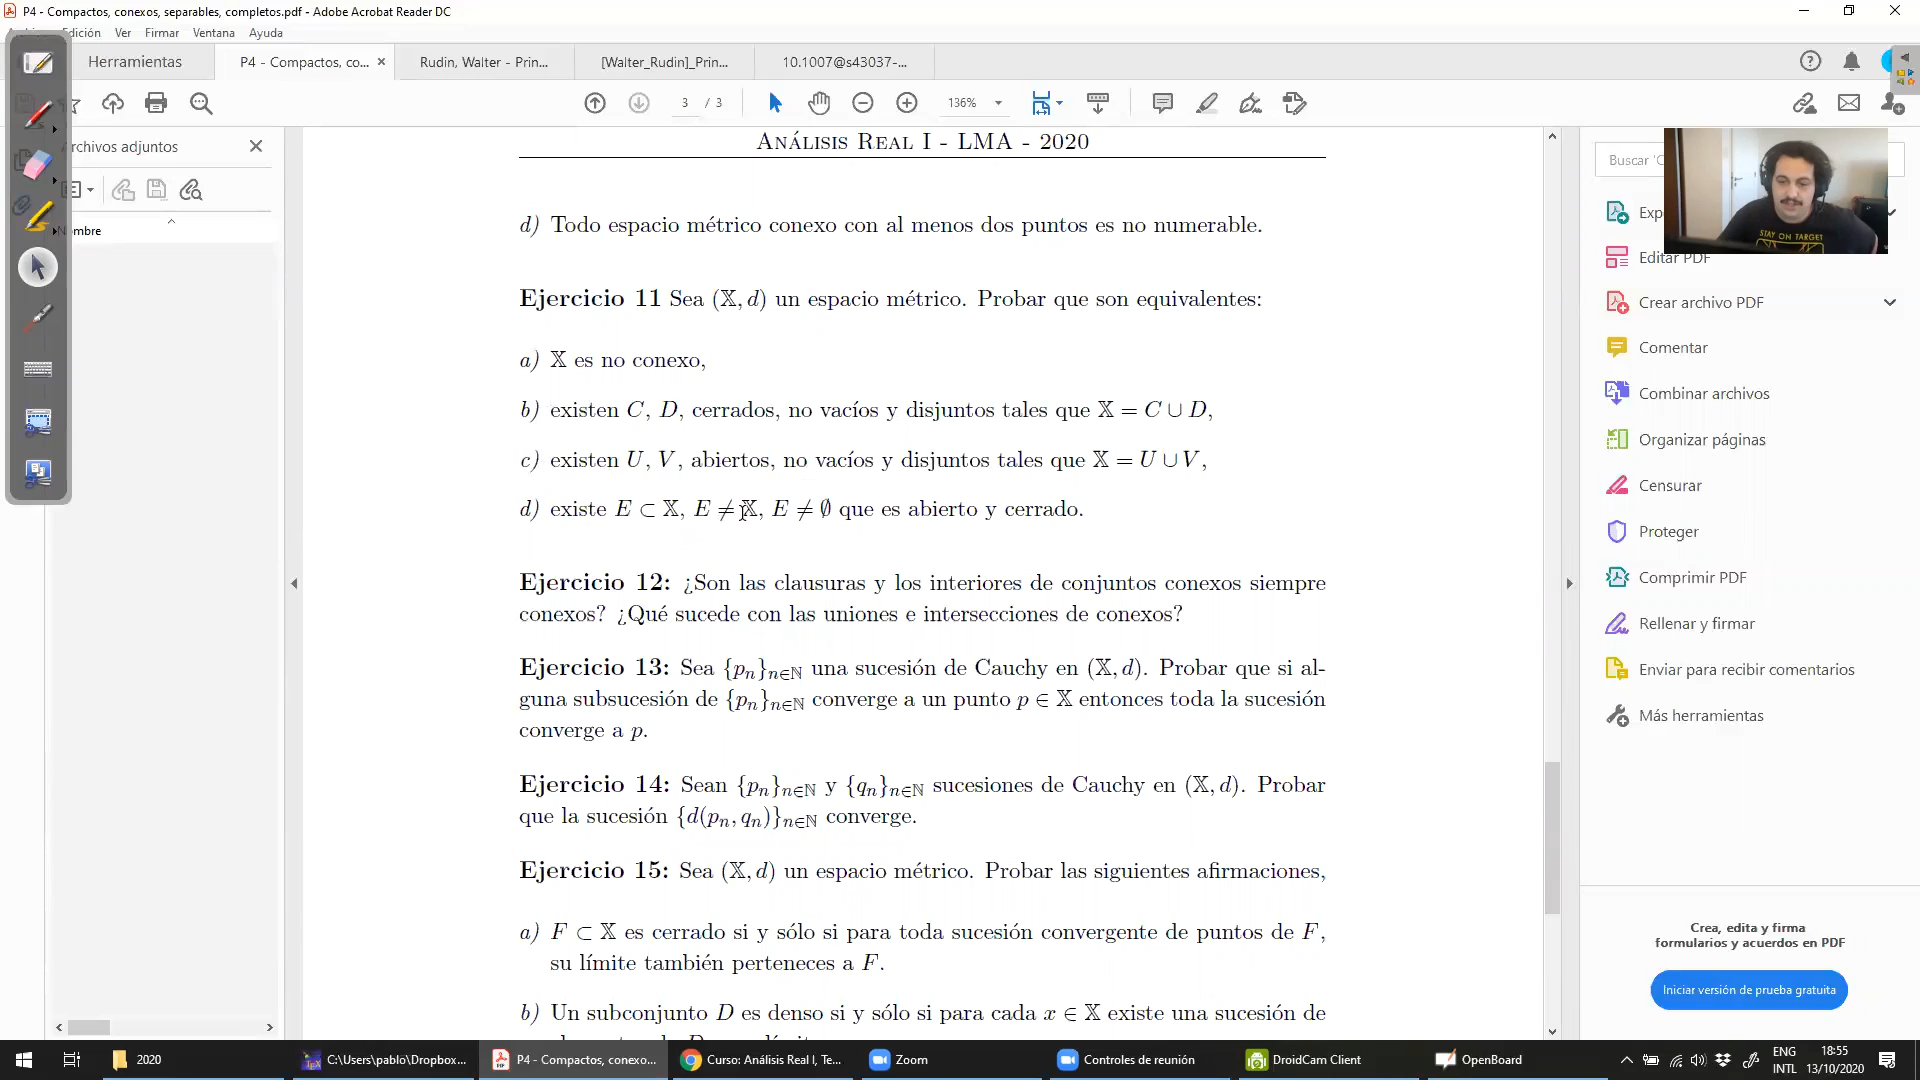 P4 - Compactos, conexos, separables, completos.pdf - Adobe Acrobat Reader DC
Edición Ver Firmar Ventana Ayuda
Herramientas P4 - Compactos, co... × Rudin, Walter - Prin... [Walter_Rudin]_Prin... 10.1007@s43037-...
3 / 3 136%
Archivos adjuntos
Nombre
Análisis Real I - LMA - 2020
d) Todo espacio métrico conexo con al menos dos puntos es no numerable.
Ejercicio 11 Sea (𝕏, d) un espacio métrico. Probar que son equivalentes:
a) 𝕏 es no conexo,
b) existen C, D, cerrados, no vacíos y disjuntos tales que 𝕏 = C ∪ D,
c) existen U, V, abiertos, no vacíos y disjuntos tales que 𝕏 = U ∪ V,
d) existe E ⊂ 𝕏, E ≠ 𝕏, E ≠ ∅ que es abierto y cerrado.
Ejercicio 12: ¿Son las clausuras y los interiores de conjuntos conexos siempre
conexos? ¿Qué sucede con las uniones e intersecciones de conexos?
Ejercicio 13: Sea {pₙ}ₙ∈ℕ una sucesión de Cauchy en (𝕏, d). Probar que si al-
guna subsucesión de {pₙ}ₙ∈ℕ converge a un punto p ∈ 𝕏 entonces toda la sucesión
converge a p.
Ejercicio 14: Sean {pₙ}ₙ∈ℕ y {qₙ}ₙ∈ℕ sucesiones de Cauchy en (𝕏, d). Probar
que la sucesión {d(pₙ, qₙ)}ₙ∈ℕ converge.
Ejercicio 15: Sea (𝕏, d) un espacio métrico. Probar las siguientes afirmaciones,
a) F ⊂ 𝕏 es cerrado si y sólo si para toda sucesión convergente de puntos de F,
su límite también perteneces a F.
b) Un subconjunto D es denso si y sólo si para cada x ∈ 𝕏 existe una sucesión de
Buscar 'C
STAY ON TARGET
Exp
Editar PDF
Crear archivo PDF
Comentar
Combinar archivos
Organizar páginas
Censurar
Proteger
Comprimir PDF
Rellenar y firmar
Enviar para recibir comentarios
Más herramientas
Crea, edita y firma
formularios y acuerdos en PDF
Iniciar versión de prueba gratuita
2020 C:\Users\pablo\Dropbox... P4 - Compactos, conexo... Curso: Análisis Real I, Te... Zoom Controles de reunión DroidCam Client OpenBoard
ENG
INTL
18:55
13/10/2020